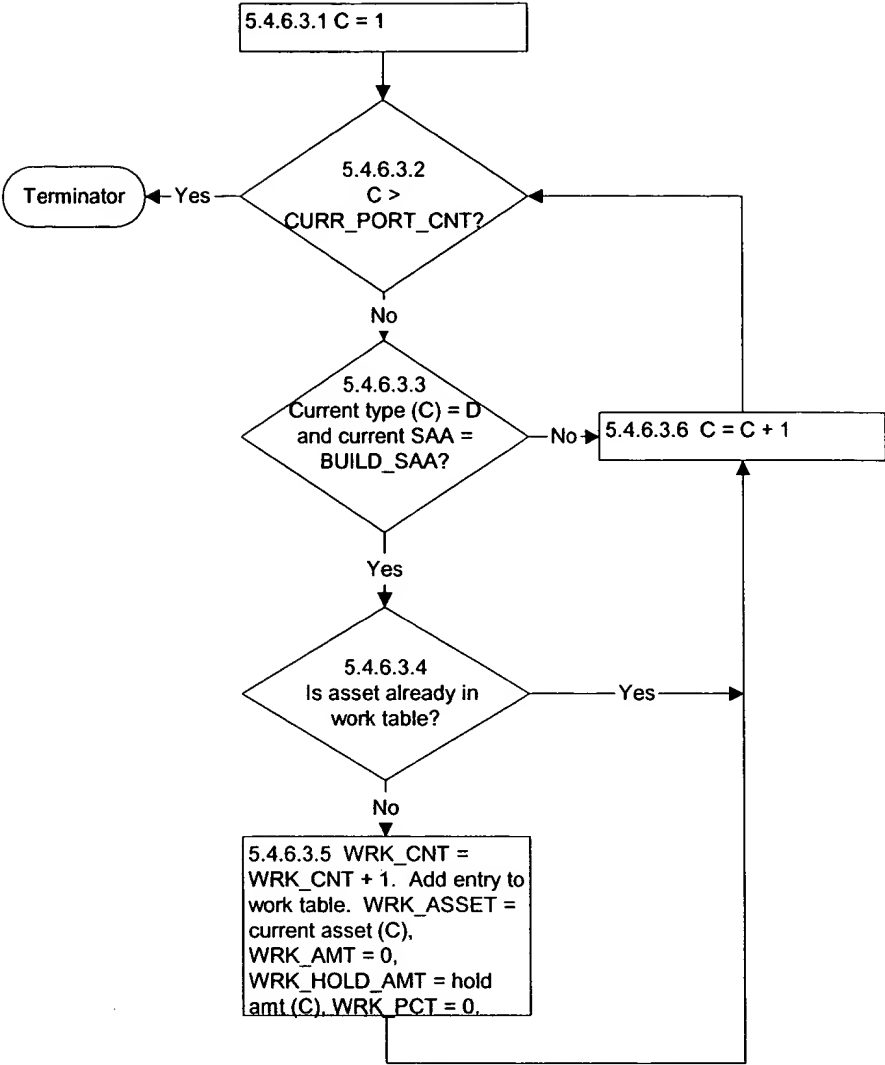 5.4.6.3.1 C = 1
5.4.6.3.2
C >
CURR_PORT_CNT?
Terminator
Yes
No
5.4.6.3.3
Current type (C) = D
and current SAA =
BUILD_SAA?
No
5.4.6.3.6 C = C + 1
Yes
5.4.6.3.4
Is asset already in
work table?
Yes
No
5.4.6.3.5 WRK_CNT =
WRK_CNT + 1. Add entry to
work table. WRK_ASSET =
current asset (C),
WRK_AMT = 0,
WRK_HOLD_AMT = hold
amt (C), WRK_PCT = 0,